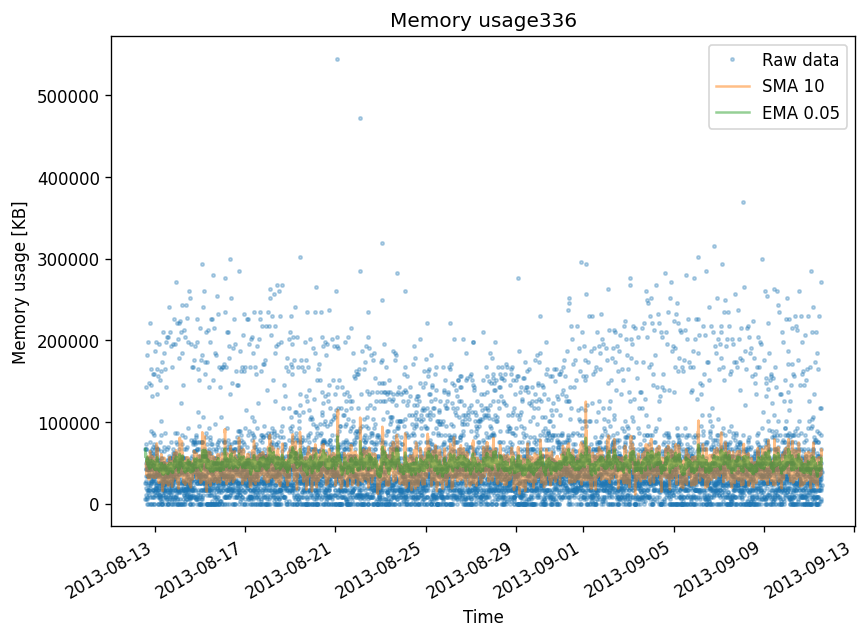 Memory usage336
Raw data
SMA 10
EMA 0.05
Memory usage [KB]
500000
400000
300000
200000
100000
0
2013-08-13
2013-08-17
2013-08-21
2013-08-25
2013-08-29
2013-09-01
2013-09-05
2013-09-09
2013-09-13
Time